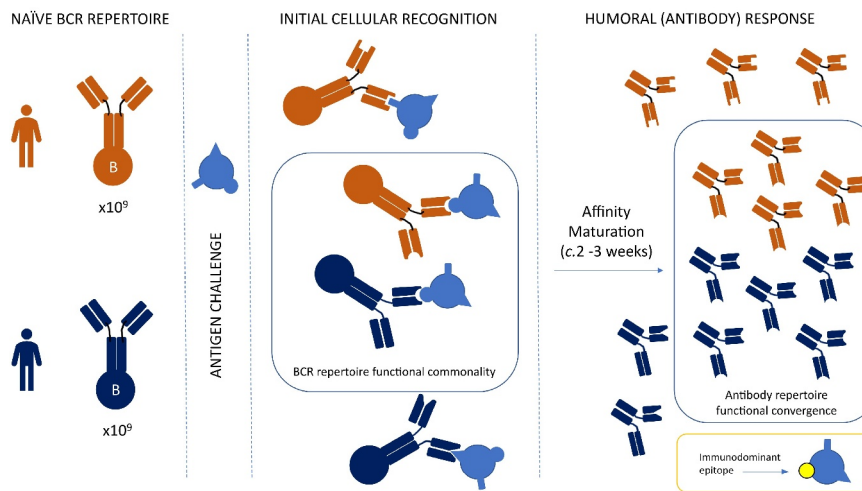 NAÏVE BCR REPERTOIRE
INITIAL CELLULAR RECOGNITION
HUMORAL (ANTIBODY) RESPONSE
B
x10⁹
ANTIGEN CHALLENGE
Affinity
Maturation
(c.2 -3 weeks)
B
x10⁹
BCR repertoire functional commonality
Antibody repertoire
functional convergence
Immunodominant
epitope